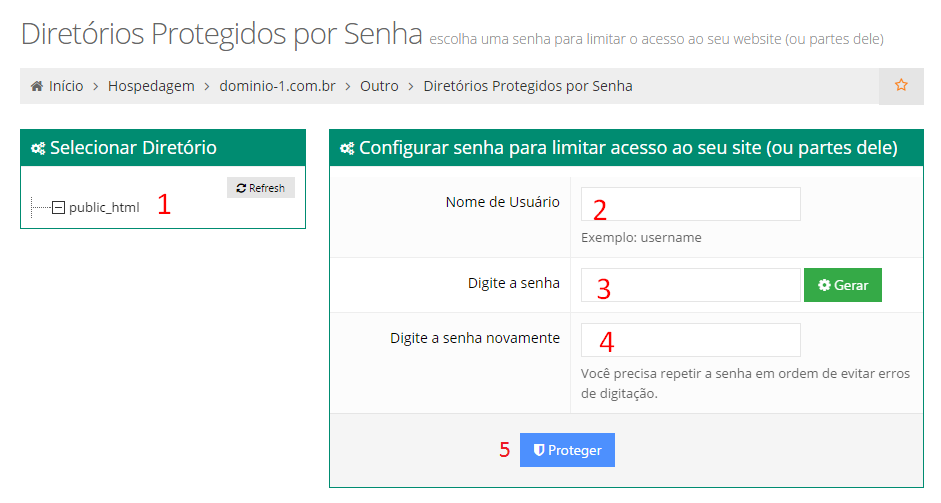 Diretórios Protegidos por Senha escolha uma senha para limitar o acesso ao seu website (ou partes dele)
Início > Hospedagem > dominio-1.com.br > Outro > Diretórios Protegidos por Senha
Selecionar Diretório
Refresh
public_html 1
Configurar senha para limitar acesso ao seu site (ou partes dele)
Nome de Usuário 2
Exemplo: username
Digite a senha 3 Gerar
Digite a senha novamente 4
Você precisa repetir a senha em ordem de evitar erros
de digitação.
5 Proteger